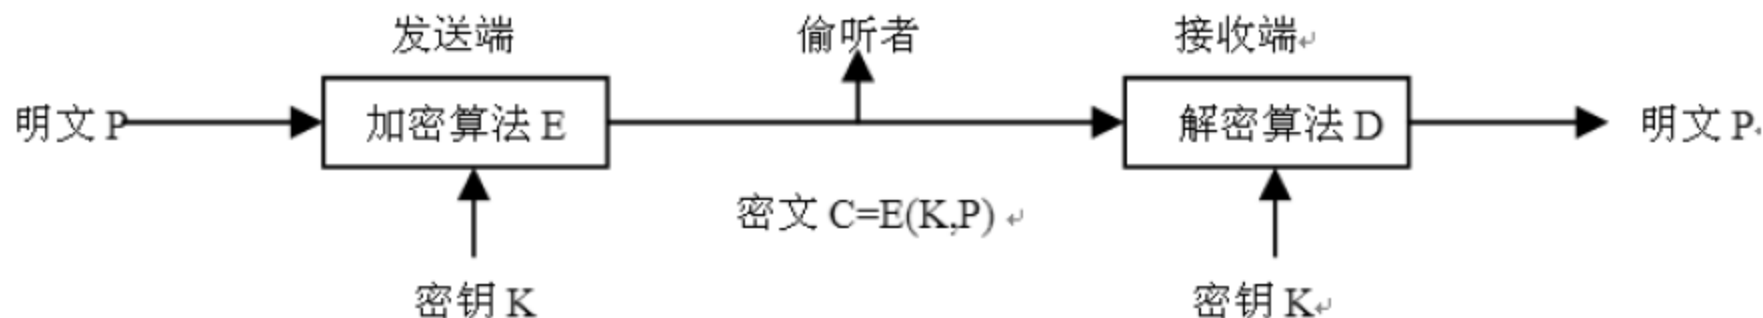 发送端 偷听者 接收端
明文 P 加密算法 E 解密算法 D 明文 P
密文 C=E(K,P)
密钥 K 密钥 K